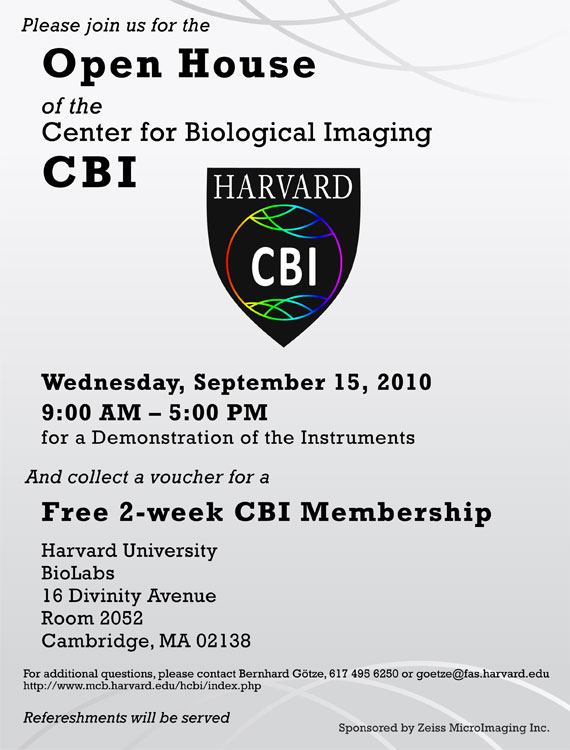 Please join us for the
Open House
of the
Center for Biological Imaging
CBI
HARVARD
CBI
Wednesday, September 15, 2010
9:00 AM – 5:00 PM
for a Demonstration of the Instruments
And collect a voucher for a
Free 2-week CBI Membership
Harvard University
BioLabs
16 Divinity Avenue
Room 2052
Cambridge, MA 02138
For additional questions, please contact Bernhard Götze, 617 495 6250 or goetze@fas.harvard.edu
http://www.mcb.harvard.edu/hcbi/index.php
Refereshments will be served
Sponsored by Zeiss MicroImaging Inc.